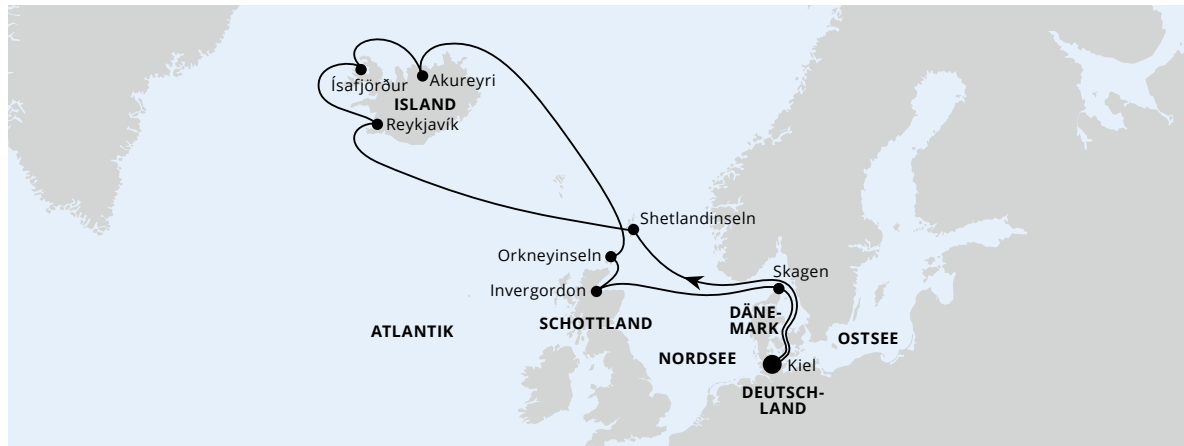 Ísafjörður
Akureyri
ISLAND
Reykjavík
Shetlandinseln
Orkneyinseln
Skagen
Invergordon
DÄNE-
MARK
SCHOTTLAND
ATLANTIK
OSTSEE
NORDSEE
Kiel
DEUTSCH-
LAND